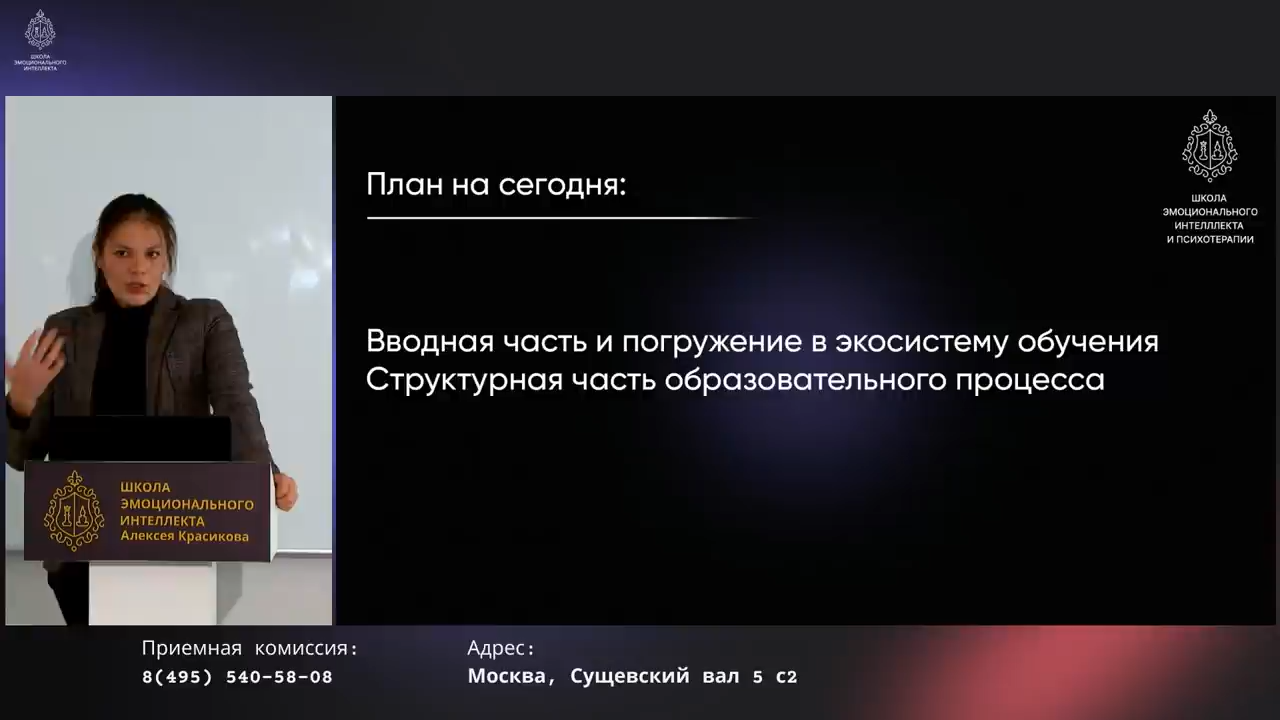 ШКОЛА
ЭМОЦИОНАЛЬНОГО
ИНТЕЛЛЕКТА
План на сегодня:
ШКОЛА
ЭМОЦИОНАЛЬНОГО
ИНТЕЛЛЛЕКТА
И ПСИХОТЕРАПИИ
Вводная часть и погружение в экосистему обучения
Структурная часть образовательного процесса
ШКОЛА
ЭМОЦИОНАЛЬНОГО
ИНТЕЛЛЕКТА
Алексея Красикова
Приемная комиссия:
8(495) 540-58-08
Адрес:
Москва, Сущевский вал 5 с2